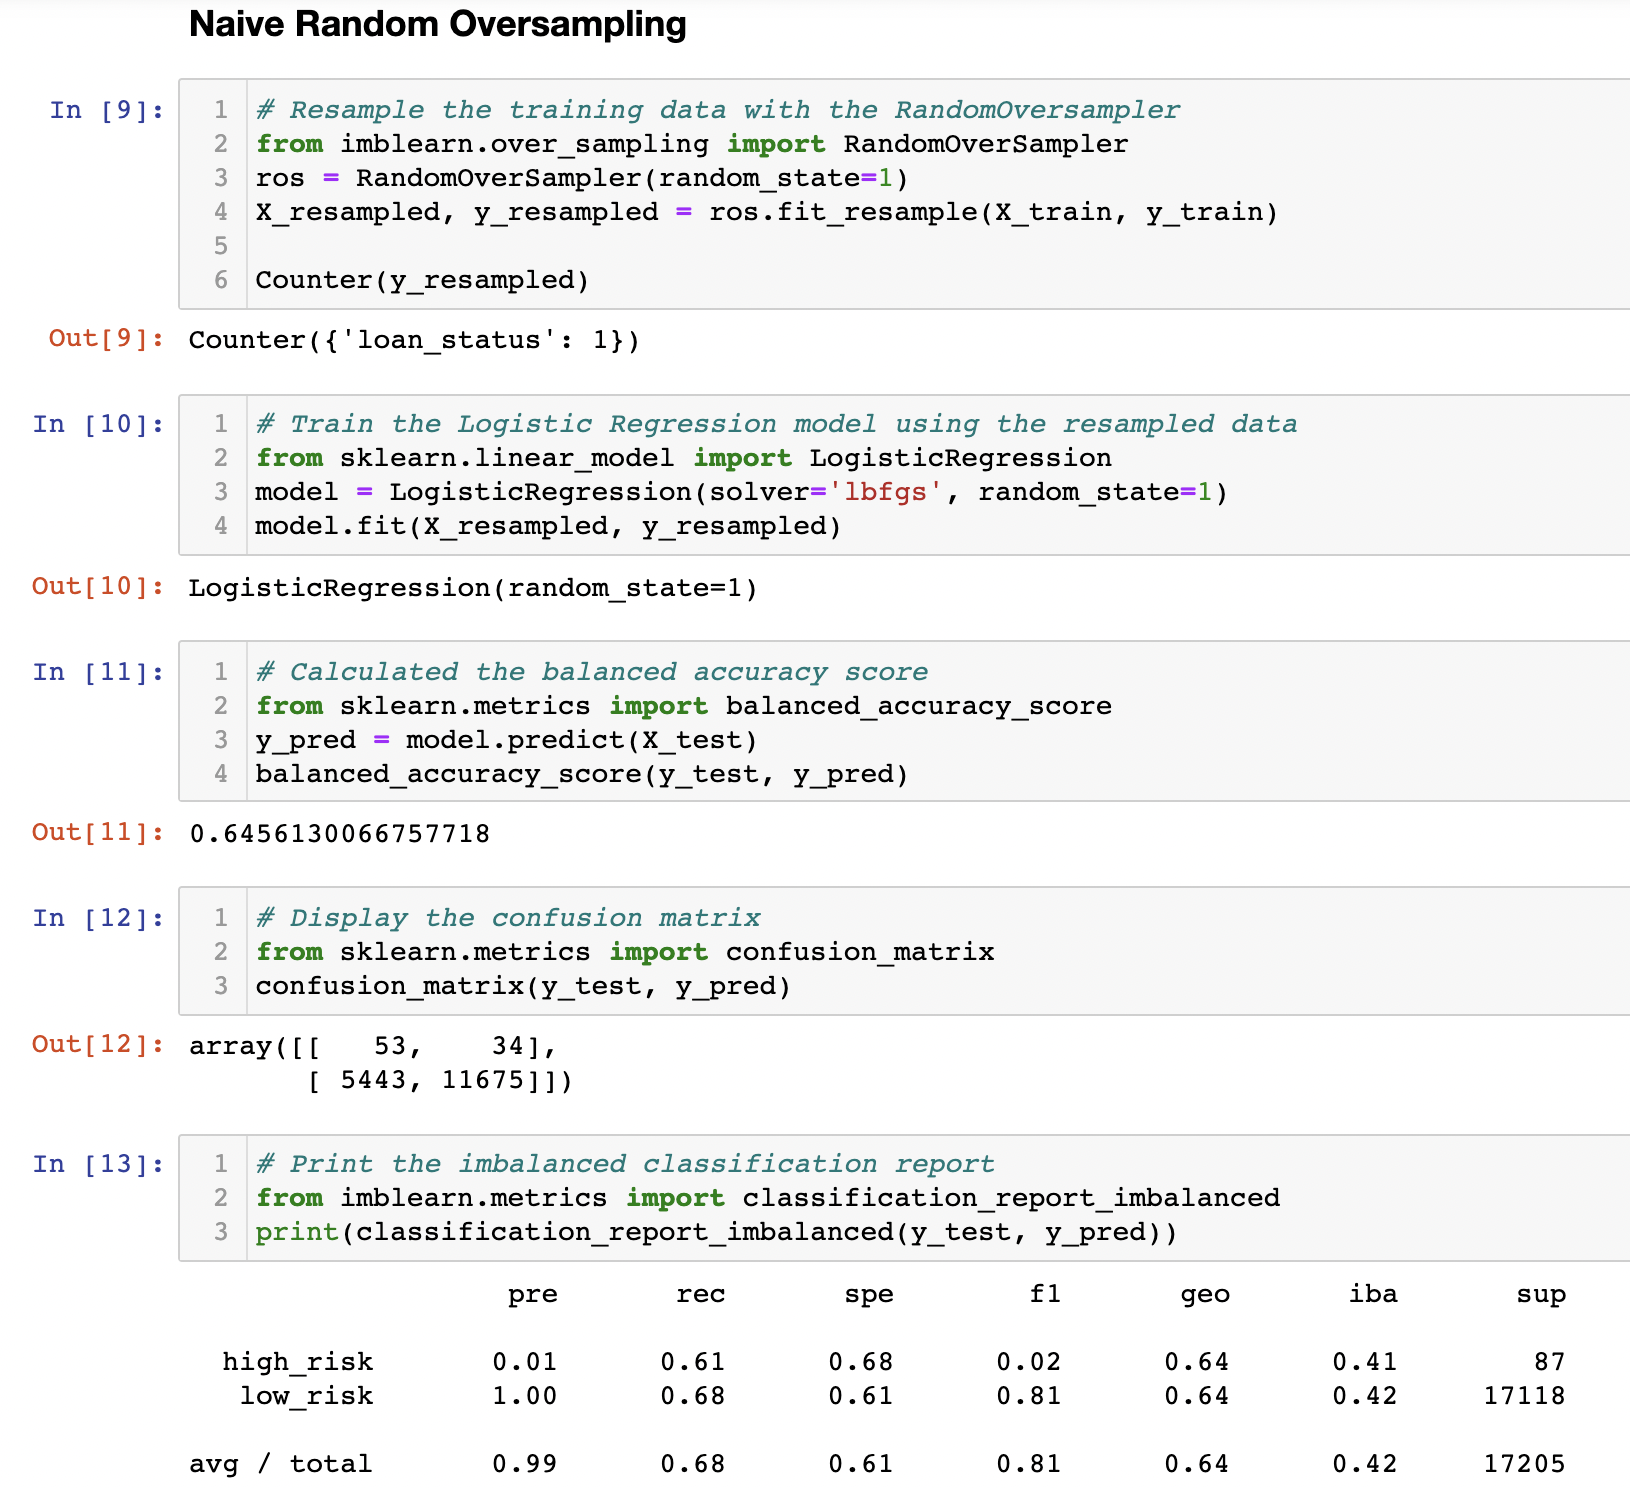 Naive Random Oversampling
In [9]:
1 # Resample the training data with the RandomOversampler
2 from imblearn.over_sampling import RandomOverSampler
3 ros = RandomOverSampler(random_state=1)
4 X_resampled, y_resampled = ros.fit_resample(X_train, y_train)
5
6 Counter(y_resampled)
Out[9]: Counter({'loan_status': 1})
In [10]:
1 # Train the Logistic Regression model using the resampled data
2 from sklearn.linear_model import LogisticRegression
3 model = LogisticRegression(solver='lbfgs', random_state=1)
4 model.fit(X_resampled, y_resampled)
Out[10]: LogisticRegression(random_state=1)
In [11]:
1 # Calculated the balanced accuracy score
2 from sklearn.metrics import balanced_accuracy_score
3 y_pred = model.predict(X_test)
4 balanced_accuracy_score(y_test, y_pred)
Out[11]: 0.6456130066757718
In [12]:
1 # Display the confusion matrix
2 from sklearn.metrics import confusion_matrix
3 confusion_matrix(y_test, y_pred)
Out[12]: array([[   53,    34],
       [ 5443, 11675]])
In [13]:
1 # Print the imbalanced classification report
2 from imblearn.metrics import classification_report_imbalanced
3 print(classification_report_imbalanced(y_test, y_pred))
pre rec spe f1 geo iba sup
high_risk 0.01 0.61 0.68 0.02 0.64 0.41 87
low_risk 1.00 0.68 0.61 0.81 0.64 0.42 17118
avg / total 0.99 0.68 0.61 0.81 0.64 0.42 17205